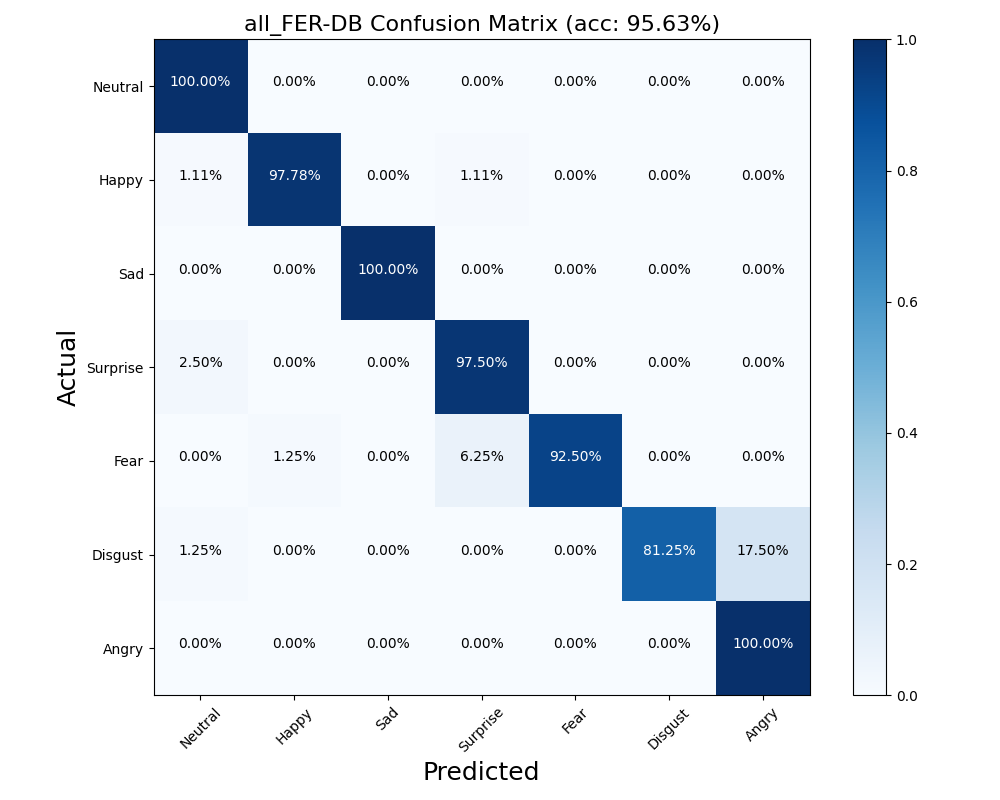 all_FER-DB Confusion Matrix (acc: 95.63%)
Neutral 100.00% 0.00% 0.00% 0.00% 0.00% 0.00% 0.00%
Happy 1.11% 97.78% 0.00% 1.11% 0.00% 0.00% 0.00%
Sad 0.00% 0.00% 100.00% 0.00% 0.00% 0.00% 0.00%
Surprise 2.50% 0.00% 0.00% 97.50% 0.00% 0.00% 0.00%
Fear 0.00% 1.25% 0.00% 6.25% 92.50% 0.00% 0.00%
Disgust 1.25% 0.00% 0.00% 0.00% 0.00% 81.25% 17.50%
Angry 0.00% 0.00% 0.00% 0.00% 0.00% 0.00% 100.00%
Neutral Happy Sad Surprise Fear Disgust Angry
Predicted
Actual
1.0
0.8
0.6
0.4
0.2
0.0